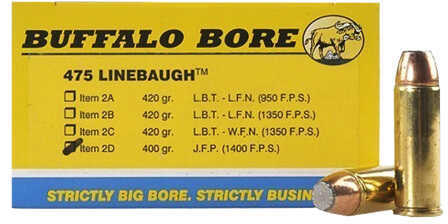 BUFFALO BORE
475 LINEBAUGH™
Item 2A 420 gr. L.B.T. - L.F.N. (950 F.P.S.)
Item 2B 420 gr. L.B.T. - L.F.N. (1350 F.P.S.)
Item 2C 420 gr. L.B.T. - W.F.N. (1350 F.P.S.)
Item 2D 400 gr. J.F.P. (1400 F.P.S.)
STRICTLY BIG BORE. STRICTLY BUSIN